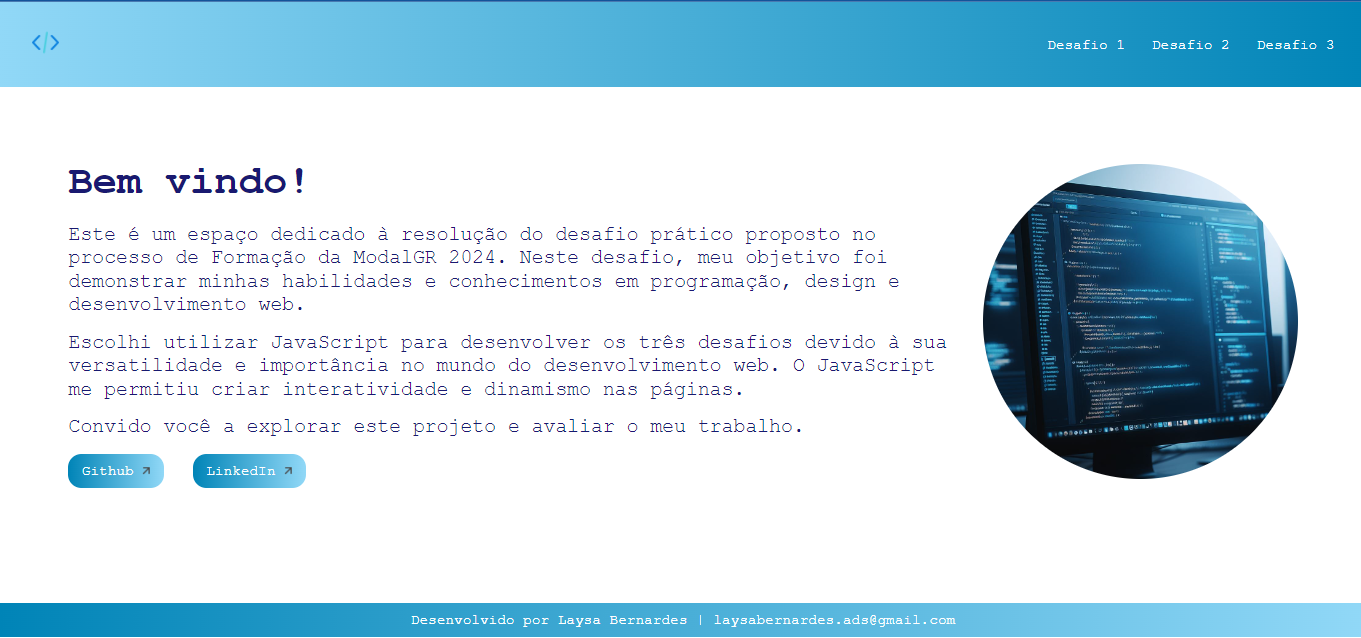 </>
Desafio 1 Desafio 2 Desafio 3
Bem vindo!
Este é um espaço dedicado à resolução do desafio prático proposto no
processo de Formação da ModalGR 2024. Neste desafio, meu objetivo foi
demonstrar minhas habilidades e conhecimentos em programação, design e
desenvolvimento web.
Escolhi utilizar JavaScript para desenvolver os três desafios devido à sua
versatilidade e importância no mundo do desenvolvimento web. O JavaScript
me permitiu criar interatividade e dinamismo nas páginas.
Convido você a explorar este projeto e avaliar o meu trabalho.
Github LinkedIn
Desenvolvido por Laysa Bernardes | laysabernardes.ads@gmail.com